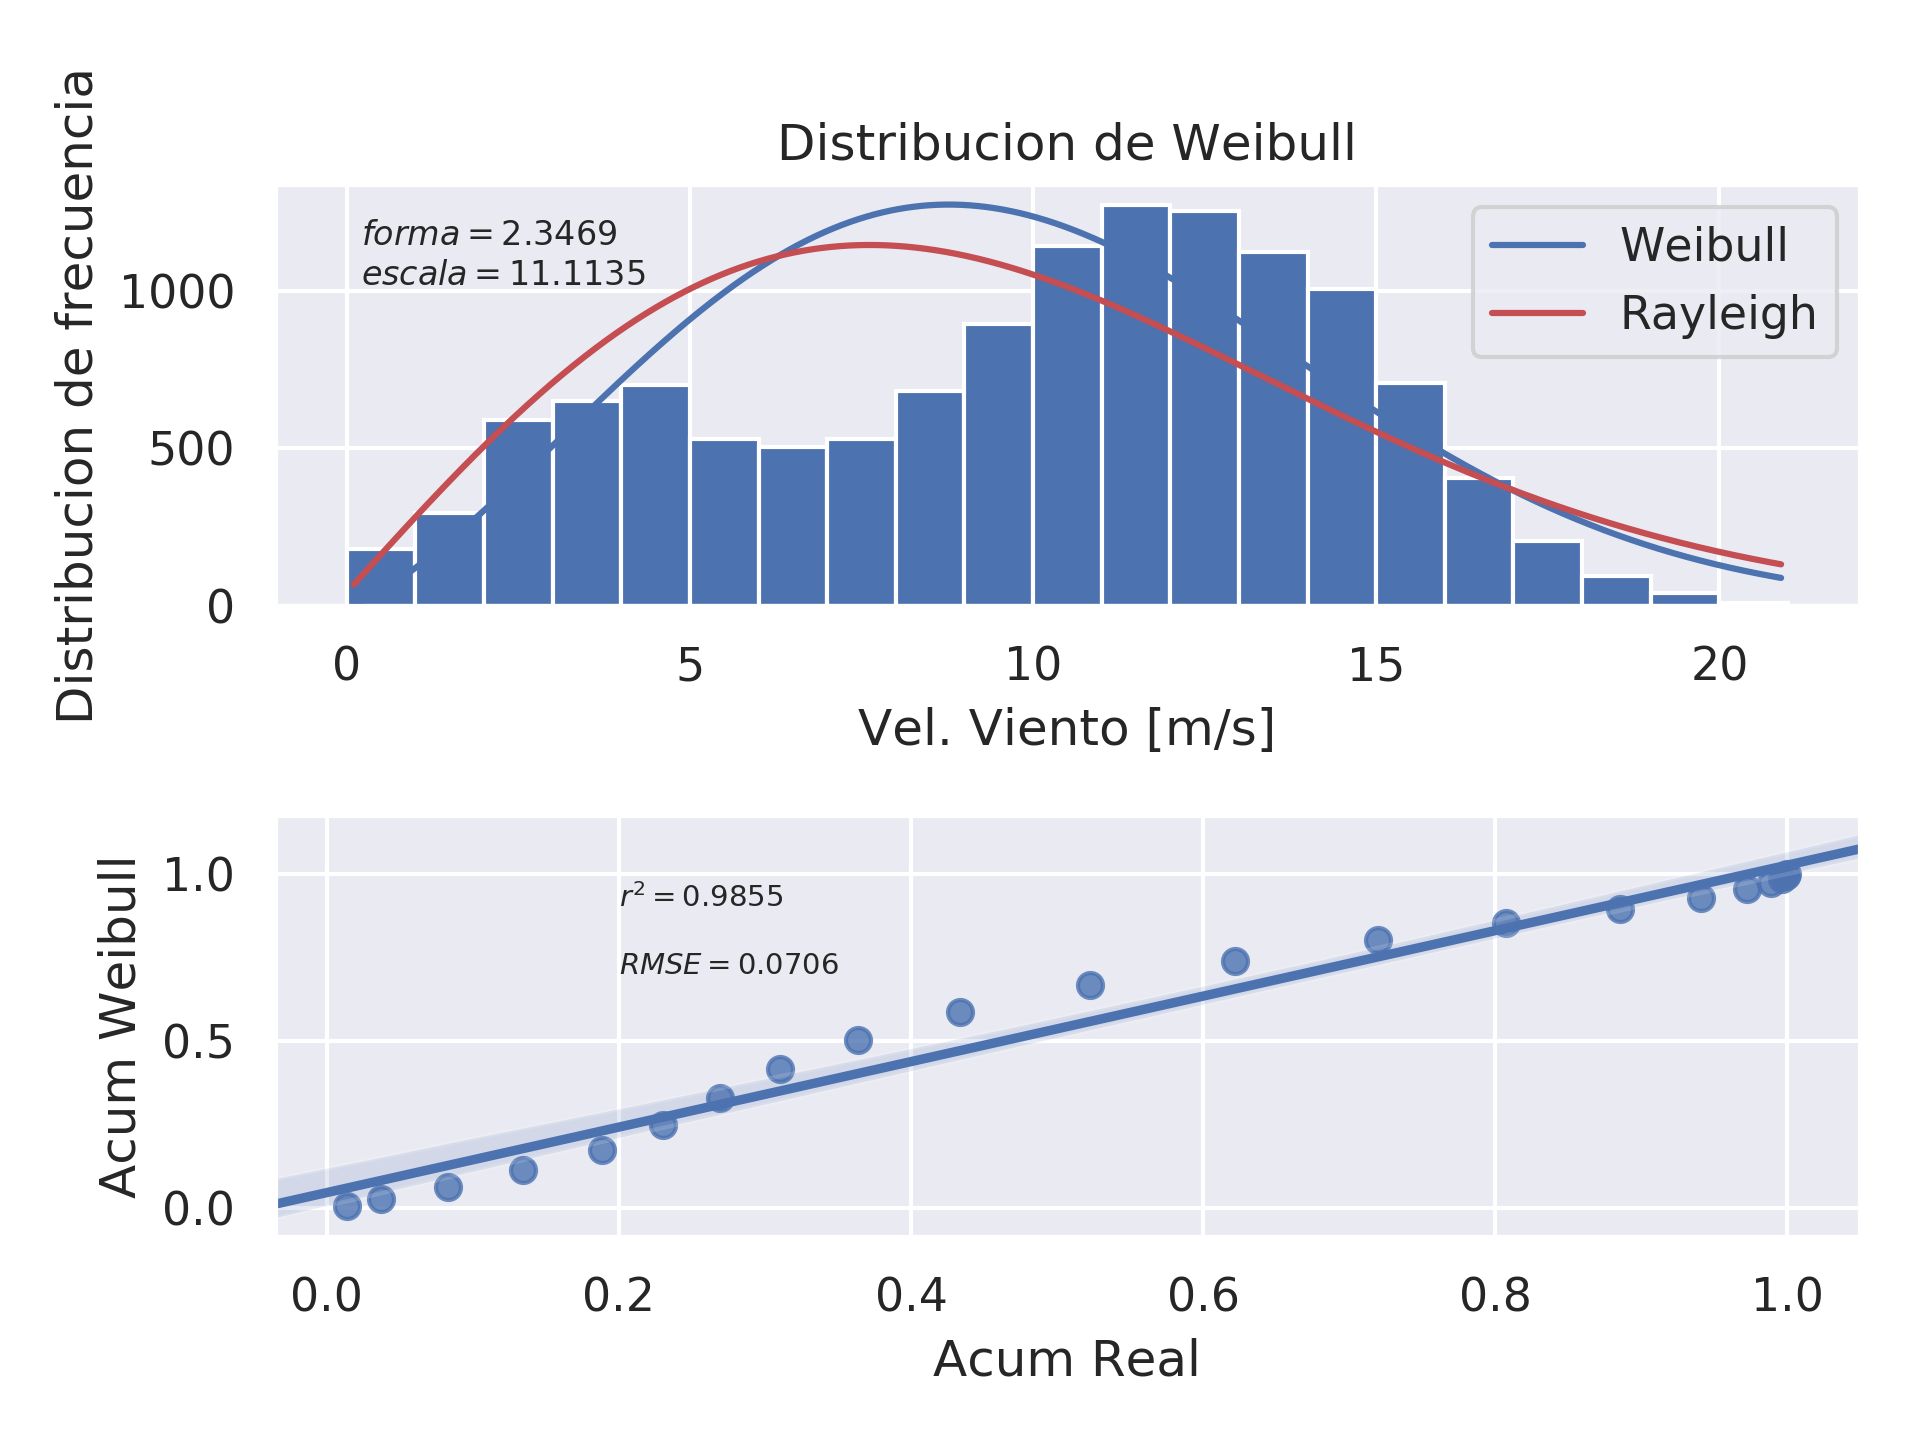 Distribucion de Weibull
Distribucion de frecuencia
forma = 2.3469
escala = 11.1135
Weibull
Rayleigh
1000
500
0
0 5 10 15 20
Vel. Viento [m/s]
Acum Weibull
r² = 0.9855
RMSE = 0.0706
1.0
0.5
0.0
0.0 0.2 0.4 0.6 0.8 1.0
Acum Real